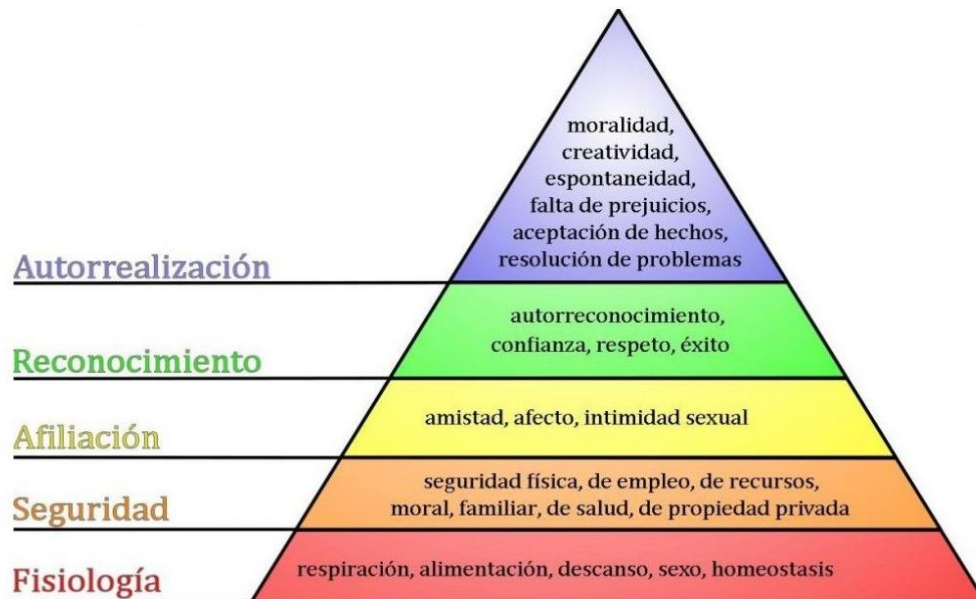 moralidad,
creatividad,
espontaneidad,
falta de prejuicios,
aceptación de hechos,
resolución de problemas
Autorrealización
autorreconocimiento,
confianza, respeto, éxito
Reconocimiento
amistad, afecto, intimidad sexual
Afiliación
seguridad física, de empleo, de recursos,
moral, familiar, de salud, de propiedad privada
Seguridad
respiración, alimentación, descanso, sexo, homeostasis
Fisiología